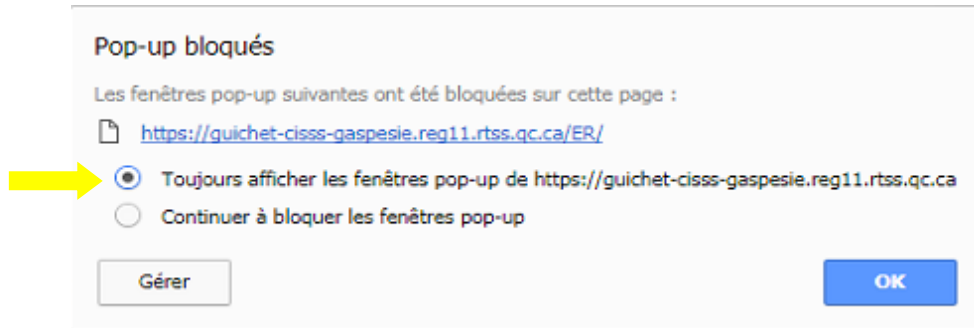 Pop-up bloqués
Les fenêtres pop-up suivantes ont été bloquées sur cette page :
https://guichet-cisss-gaspesie.reg11.rtss.qc.ca/ER/
Toujours afficher les fenêtres pop-up de https://guichet-cisss-gaspesie.reg11.rtss.qc.ca
Continuer à bloquer les fenêtres pop-up
Gérer
OK